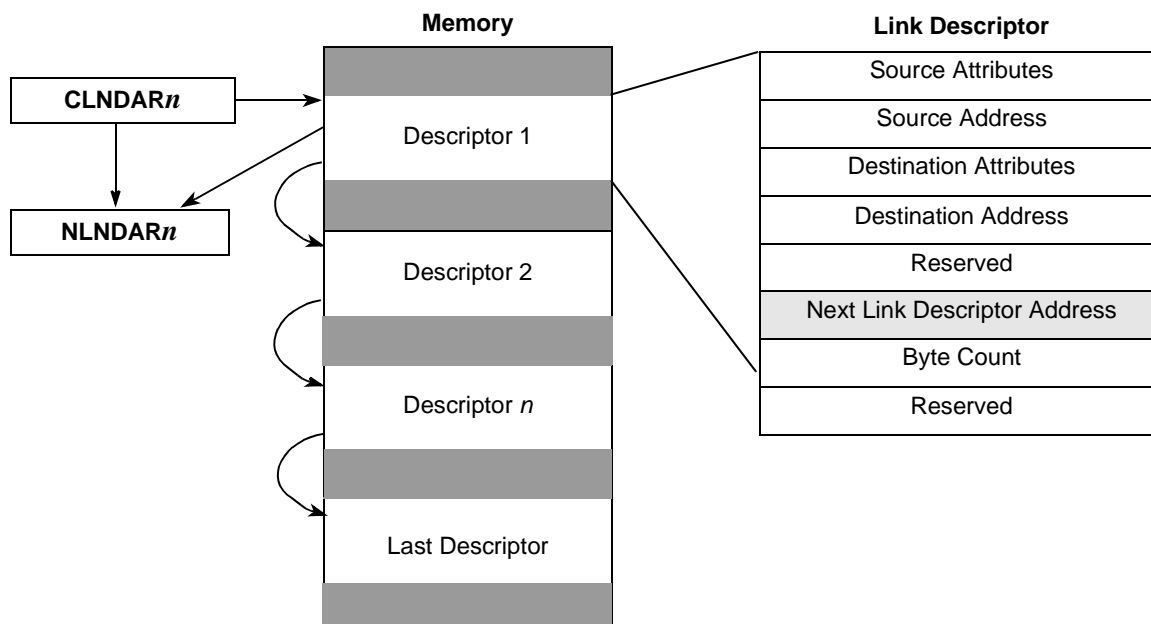 Memory
Link Descriptor
CLNDARn
NLNDARn
Descriptor 1
Descriptor 2
Descriptor n
Last Descriptor
Source Attributes
Source Address
Destination Attributes
Destination Address
Reserved
Next Link Descriptor Address
Byte Count
Reserved